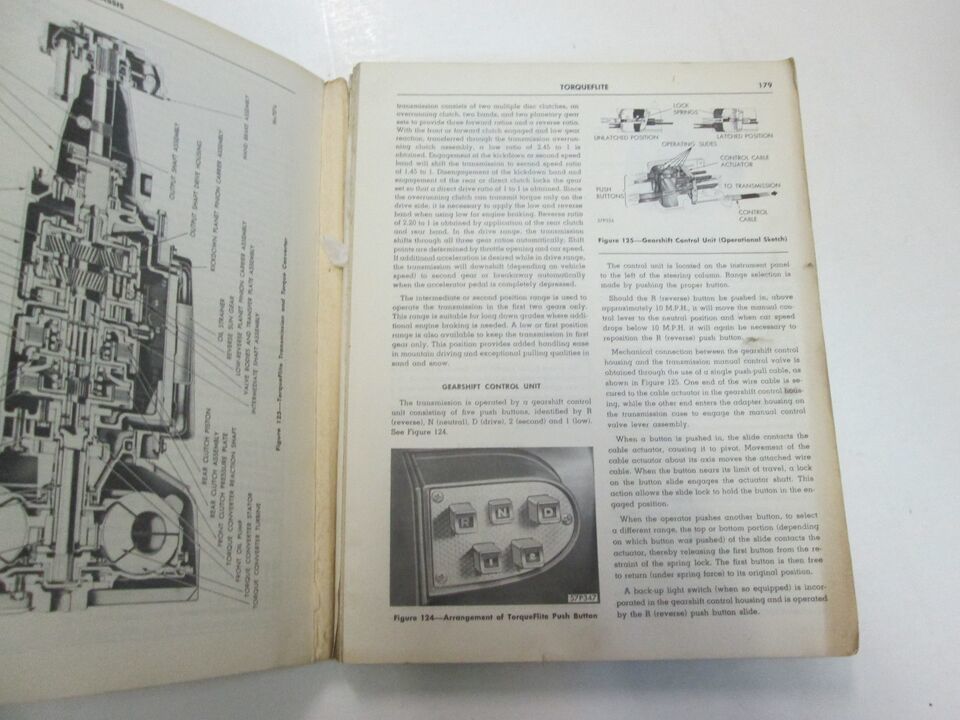 CHASSIS
HAND BRAKE ASSEMBLY
OUTPUT SHAFT ASSEMBLY
OUTPUT SHAFT DRIVE HOUSING
KICKDOWN PLANET PINION CARRIER ASSEMBLY
OIL STRAINER
REVERSE SUN GEAR
LOW-REVERSE PLANET PINION CARRIER ASSEMBLY
VALVE BODIES AND TRANSFER PLATE ASSEMBLY
INTERMEDIATE SHAFT ASSEMBLY
Figure 123—TorqueFlite Transmission and Torque Converter
REAR CLUTCH PISTON
REAR CLUTCH ASSEMBLY
FRONT CLUTCH PRESSURE PLATE
TORQUE CONVERTER REACTION SHAFT
FRONT OIL PUMP
TORQUE CONVERTER STATOR
TORQUE CONVERTER TURBINE
TORQUEFLITE
179
transmission consists of two multiple disc clutches, an
overrunning clutch, two bands, and two planetary gear
sets to provide three forward ratios and a reverse ratio.
With the front or forward clutch engaged and low gear
reaction, transferred through the transmission overrun-
ning clutch assembly, a low ratio of 2.45 to 1 is
obtained. Engagement of the kickdown or second speed
band will shift the transmission to second speed ratio
of 1.45 to 1. Disengagement of the kickdown band and
engagement of the rear or direct clutch locks the gear
set so that a direct drive ratio of 1 to 1 is obtained. Since
the overrunning clutch can transmit torque only on the
drive side, it is necessary to apply the low and reverse
band when using low for engine braking. Reverse ratio
of 2.20 to 1 is obtained by application of the rear clutch
and rear band. In the drive range, the transmission
shifts through all three gear ratios automatically. Shift
points are determined by throttle opening and car speed.
If additional acceleration is desired while in drive range,
the transmission will downshift (depending on vehicle
speed) to second gear or breakaway automatically
when the accelerator pedal is completely depressed.
The intermediate or second position range is used to
operate the transmission in the first two gears only.
This range is suitable for long down grades where addi-
tional engine braking is needed. A low or first position
range is also available to keep the transmission in first
gear only. This position provides added handling ease
in mountain driving and exceptional pulling qualities in
sand and snow.
GEARSHIFT CONTROL UNIT
The transmission is operated by a gearshift control
unit consisting of five push buttons, identified by R
(reverse), N (neutral), D (drive), 2 (second) and 1 (low).
See Figure 124.
R N D
1 2
57P347
Figure 124—Arrangement of TorqueFlite Push Button
LOCK
SPRINGS
UNLATCHED POSITION
LATCHED POSITION
OPERATING SLIDES
CONTROL CABLE
ACTUATOR
PUSH
BUTTONS
TO TRANSMISSION
CONTROL
CABLE
57P354
Figure 125—Gearshift Control Unit (Operational Sketch)
The control unit is located on the instrument panel
to the left of the steering column. Range selection is
made by pushing the proper button.
Should the R (reverse) button be pushed in, above
approximately 10 M.P.H., it will move the manual con-
trol lever to the neutral position and when car speed
drops below 10 M.P.H. it will again be necessary to
reposition the R (reverse) push button.
Mechanical connection between the gearshift control
housing and the transmission manual control valve is
obtained through the use of a single push-pull cable, as
shown in Figure 125. One end of the wire cable is se-
cured to the cable actuator in the gearshift control hous-
ing, while the other end enters the adapter housing on
the transmission case to engage the manual control
valve lever assembly.
When a button is pushed in, the slide contacts the
cable actuator, causing it to pivot. Movement of the
cable actuator about its axis moves the attached wire
cable. When the button nears its limit of travel, a lock
on the button slide engages the actuator shaft. This
action allows the slide lock to hold the button in the en-
gaged position.
When the operator pushes another button, to select
a different range, the top or bottom portion (depending
on which button was pushed) of the slide contacts the
actuator, thereby releasing the first button from the re-
straint of the spring lock. The first button is then free
to return (under spring force) to its original position.
A back-up light switch (when so equipped) is incor-
porated in the gearshift control housing and is operated
by the R (reverse) push button slide.